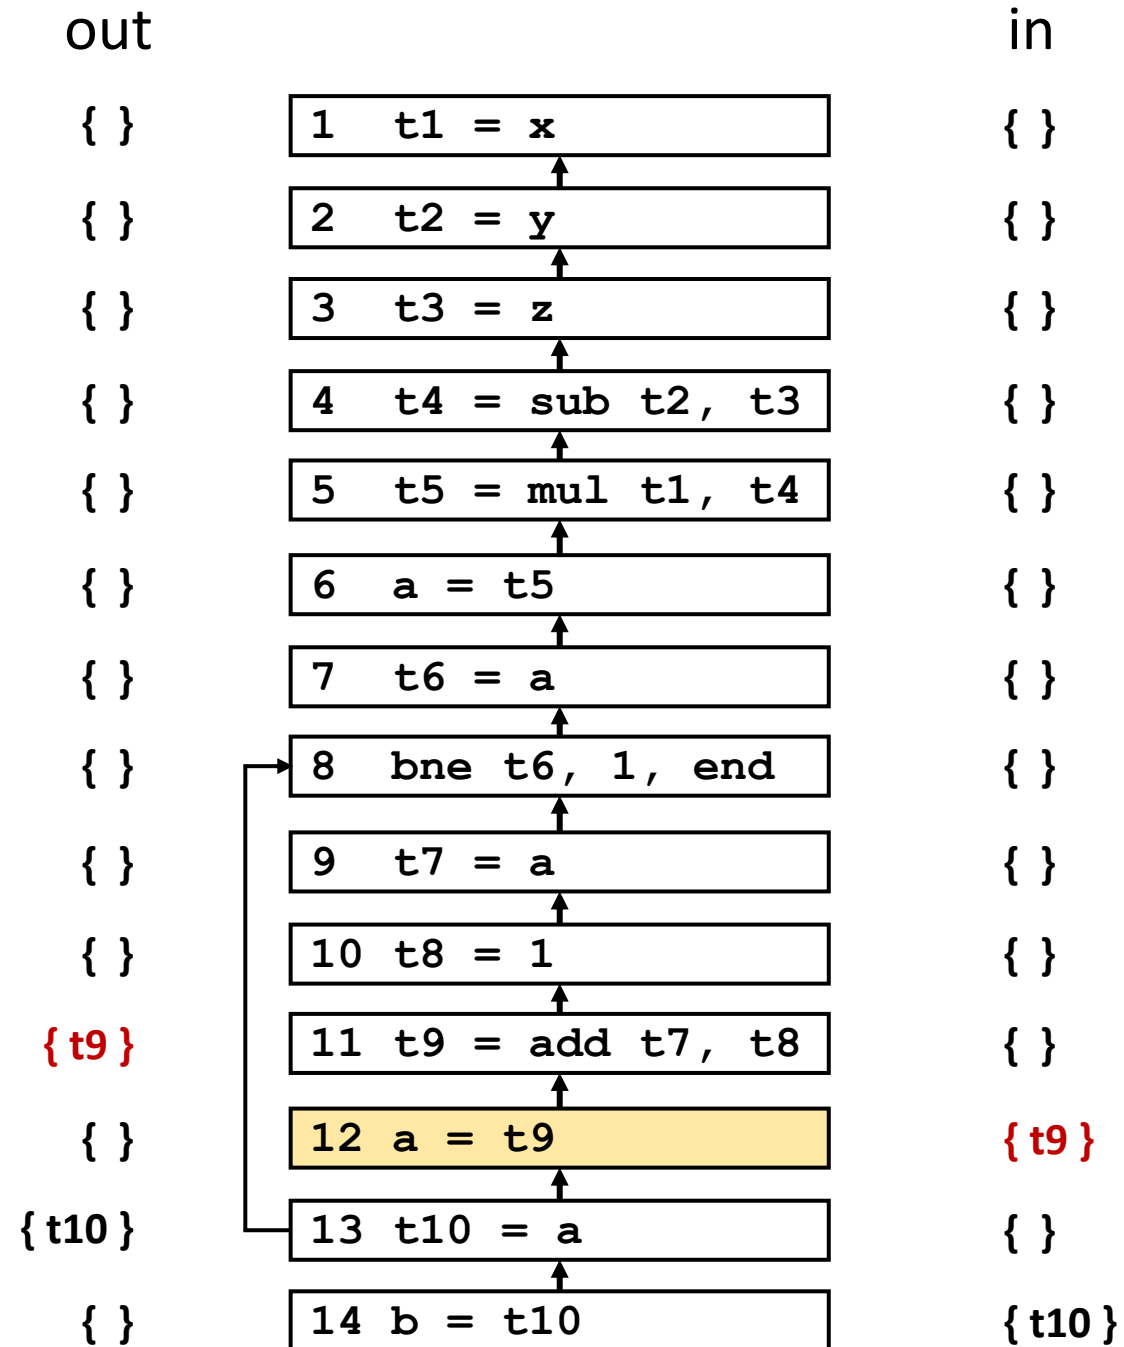 out in
{ } 1 t1 = x { }
{ } 2 t2 = y { }
{ } 3 t3 = z { }
{ } 4 t4 = sub t2, t3 { }
{ } 5 t5 = mul t1, t4 { }
{ } 6 a = t5 { }
{ } 7 t6 = a { }
{ } 8 bne t6, 1, end { }
{ } 9 t7 = a { }
{ } 10 t8 = 1 { }
{ t9 } 11 t9 = add t7, t8 { }
{ } 12 a = t9 { t9 }
{ t10 } 13 t10 = a { }
{ } 14 b = t10 { t10 }